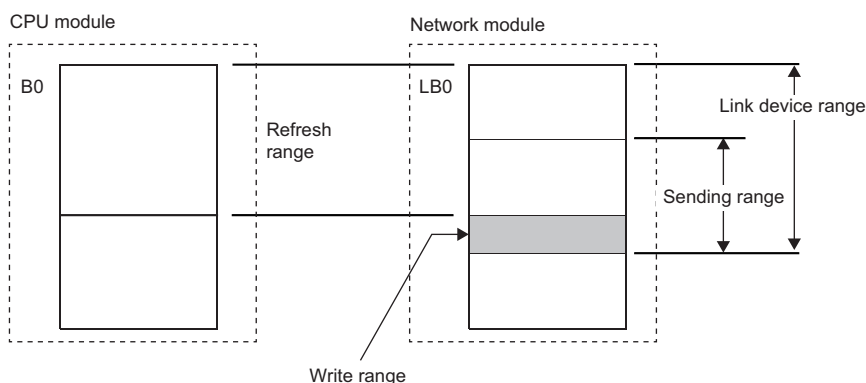 CPU module
Network module
B0
LB0
Link device range
Refresh
range
Sending range
Write range